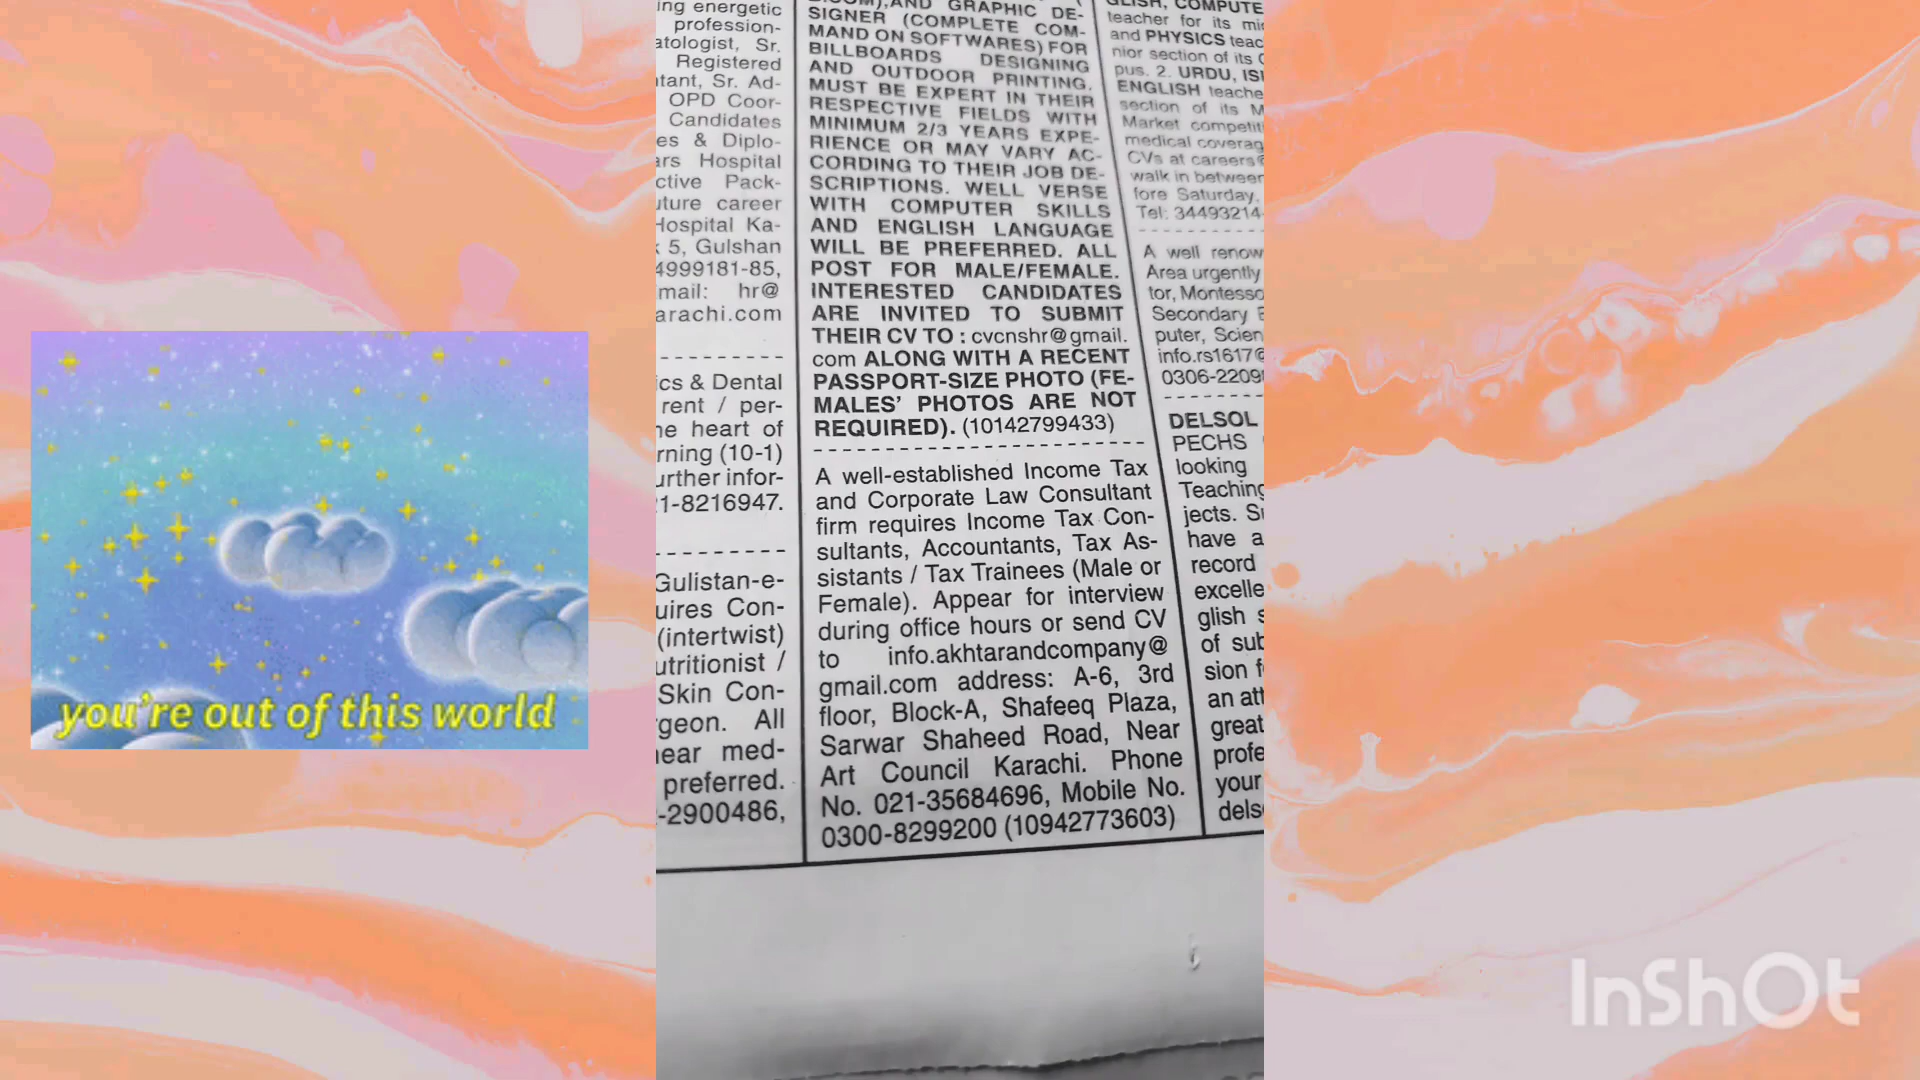 ing energetic
profession-
atologist, Sr.
Registered
tant, Sr. Ad-
OPD Coor-
Candidates
es & Diplo-
ars Hospital
ctive Pack-
uture career
Hospital Ka-
5, Gulshan
4999181-85,
mail: hr@
arachi.com
ics & Dental
rent / per-
ne heart of
rning (10-1)
urther infor-
1-8216947.
Gulistan-e-
uires Con-
(intertwist)
utritionist /
Skin Con-
geon. All
near med-
preferred.
-2900486,
AND GRAPHIC DE-
SIGNER (COMPLETE COM-
MAND ON SOFTWARES) FOR
BILLBOARDS DESIGNING
AND OUTDOOR PRINTING.
MUST BE EXPERT IN THEIR
RESPECTIVE FIELDS WITH
MINIMUM 2/3 YEARS EXPE-
RIENCE OR MAY VARY AC-
CORDING TO THEIR JOB DE-
SCRIPTIONS. WELL VERSE
WITH COMPUTER SKILLS
AND ENGLISH LANGUAGE
WILL BE PREFERRED. ALL
POST FOR MALE/FEMALE.
INTERESTED CANDIDATES
ARE INVITED TO SUBMIT
THEIR CV TO : cvcnshr@gmail.
com ALONG WITH A RECENT
PASSPORT-SIZE PHOTO (FE-
MALES' PHOTOS ARE NOT
REQUIRED). (10142799433)
A well-established Income Tax
and Corporate Law Consultant
firm requires Income Tax Con-
sultants, Accountants, Tax As-
sistants / Tax Trainees (Male or
Female). Appear for interview
during office hours or send CV
to info.akhtarandcompany@
gmail.com address: A-6, 3rd
floor, Block-A, Shafeeq Plaza,
Sarwar Shaheed Road, Near
Art Council Karachi. Phone
No. 021-35684696, Mobile No.
0300-8299200 (10942773603)
COMPUTE
teacher for its mi
and PHYSICS teac
nior section of its
pus. 2. URDU, ISI
ENGLISH teache
section of its M
Market competiti
medical coverag
CVs at careers@
walk in between
fore Saturday.
Tel: 34493214-
A well renow
Area urgently
tor, Montesso
Secondary
puter, Scien
info.rs1617@
0306-2209
DELSOL
PECHS
looking
Teaching
jects. S
have a
record
excelle
glish s
of sub
sion f
an att
great
profe
your
dels
you're out of this world
InShOt